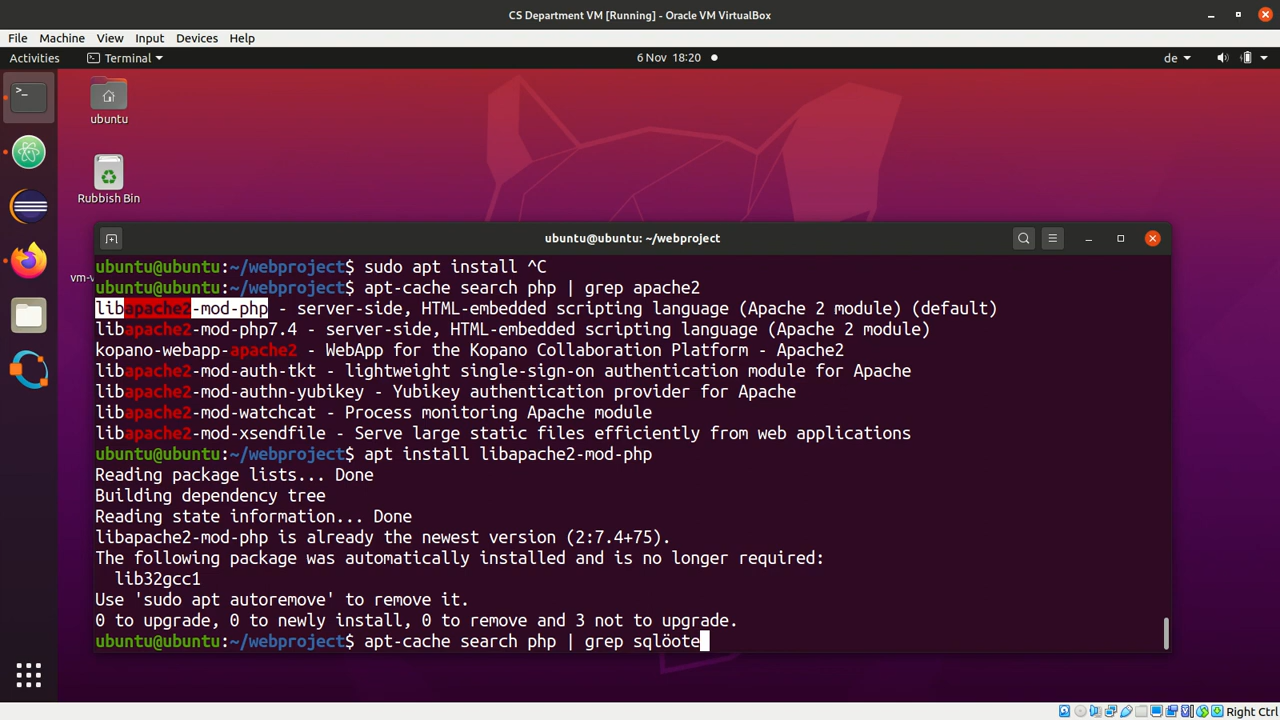 CS Department VM [Running] - Oracle VM VirtualBox
File Machine View Input Devices Help
Activities Terminal 6 Nov 18:20 de
ubuntu
Rubbish Bin
vm-v
ubuntu@ubuntu: ~/webproject
ubuntu@ubuntu:~/webproject$ sudo apt install ^C
ubuntu@ubuntu:~/webproject$ apt-cache search php | grep apache2
libapache2-mod-php - server-side, HTML-embedded scripting language (Apache 2 module) (default)
libapache2-mod-php7.4 - server-side, HTML-embedded scripting language (Apache 2 module)
kopano-webapp-apache2 - WebApp for the Kopano Collaboration Platform - Apache2
libapache2-mod-auth-tkt - lightweight single-sign-on authentication module for Apache
libapache2-mod-authn-yubikey - Yubikey authentication provider for Apache
libapache2-mod-watchcat - Process monitoring Apache module
libapache2-mod-xsendfile - Serve large static files efficiently from web applications
ubuntu@ubuntu:~/webproject$ apt install libapache2-mod-php
Reading package lists... Done
Building dependency tree
Reading state information... Done
libapache2-mod-php is already the newest version (2:7.4+75).
The following package was automatically installed and is no longer required:
lib32gcc1
Use 'sudo apt autoremove' to remove it.
0 to upgrade, 0 to newly install, 0 to remove and 3 not to upgrade.
ubuntu@ubuntu:~/webproject$ apt-cache search php | grep sqlöote
Right Ctrl